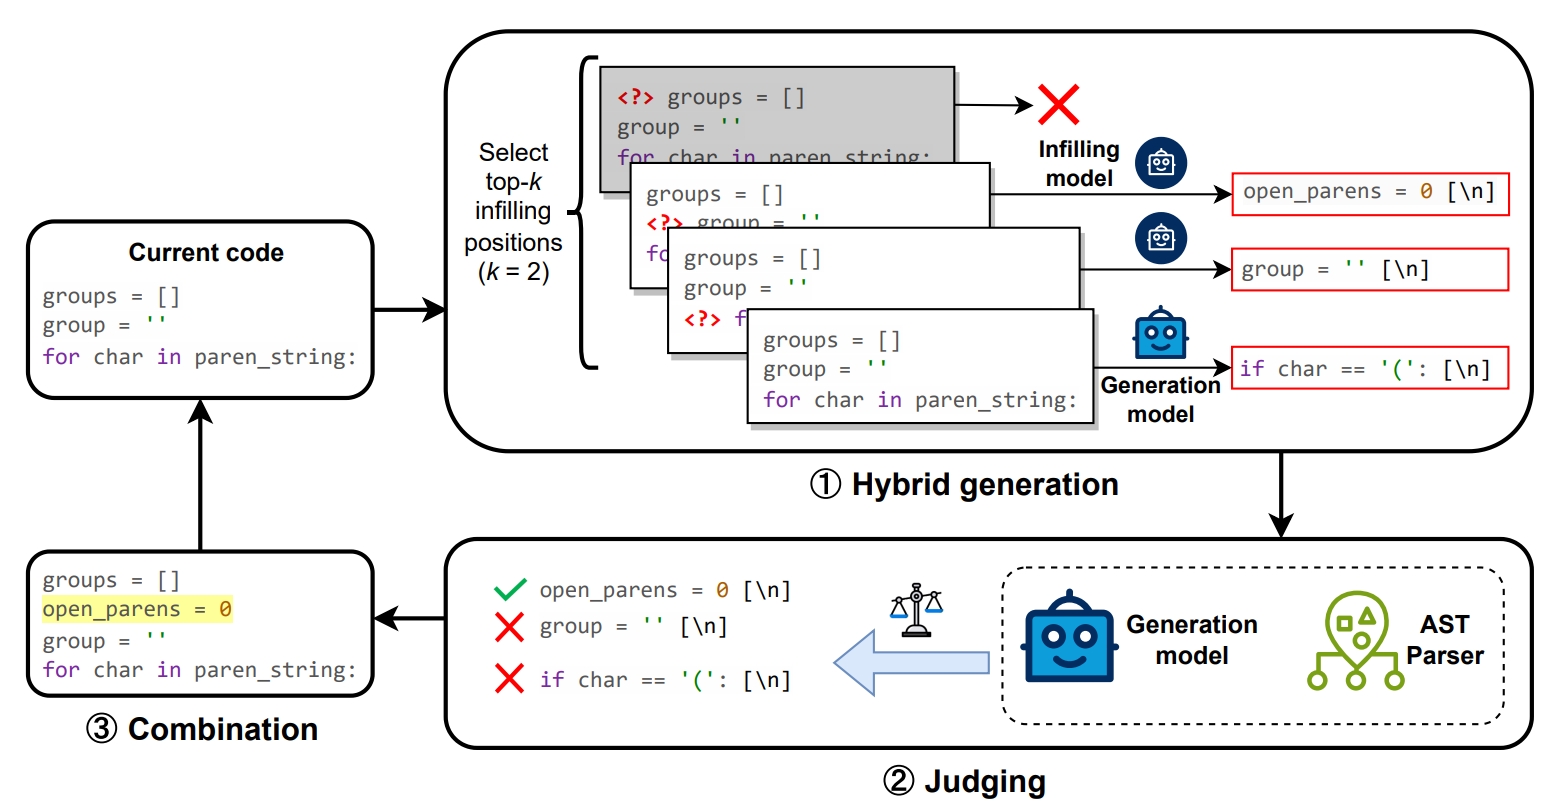 Select
top-k
infilling
positions
(k = 2)
<?> groups = []
group = ''
for char in paren_string:
groups = []
<?> group = ''
fo
groups = []
group = ''
<?> f
groups = []
group = ''
for char in paren_string:
Infilling
model
open_parens = 0 [\n]
group = '' [\n]
Generation
model
if char == '(': [\n]
① Hybrid generation
Current code
groups = []
group = ''
for char in paren_string:
groups = []
open_parens = 0
group = ''
for char in paren_string:
③ Combination
open_parens = 0 [\n]
group = '' [\n]
if char == '(': [\n]
Generation
model
AST
Parser
② Judging